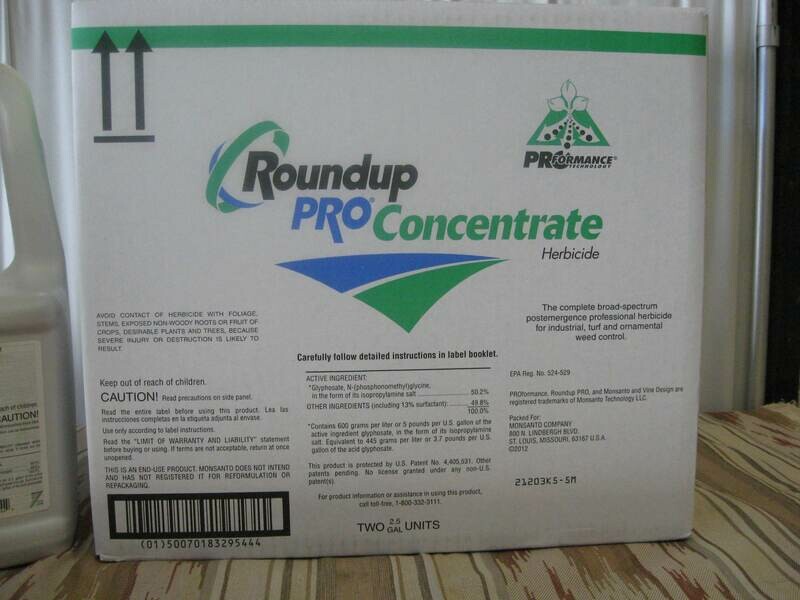 Roundup
PRO® Concentrate
Herbicide
PROFORMANCE®
TECHNOLOGY
AVOID CONTACT OF HERBICIDE WITH FOLIAGE,
STEMS, EXPOSED NON-WOODY ROOTS OR FRUIT OF
CROPS, DESIRABLE PLANTS AND TREES, BECAUSE
SEVERE INJURY OR DESTRUCTION IS LIKELY TO
RESULT.
The complete broad-spectrum
postemergence professional herbicide
for industrial, turf and ornamental
weed control.
Carefully follow detailed instructions in label booklet.
Keep out of reach of children.
CAUTION! Read precautions on side panel.
Read the entire label before using this product. Lea las
instrucciones completas en la etiqueta adjunta al envase.
Use only according to label instructions.
Read the "LIMIT OF WARRANTY AND LIABILITY" statement
before buying or using. If terms are not acceptable, return at once
unopened.
THIS IS AN END-USE PRODUCT. MONSANTO DOES NOT INTEND
AND HAS NOT REGISTERED IT FOR REFORMULATION OR
REPACKAGING.
(01)50070183295444
ACTIVE INGREDIENT:
*Glyphosate, N-(phosphonomethyl)glycine,
in the form of its isopropylamine salt 50.2%
OTHER INGREDIENTS (including 13% surfactant): 49.8%
100.0%
*Contains 600 grams per liter or 5 pounds per U.S. gallon of the
active ingredient glyphosate, in the form of its isopropylamine
salt. Equivalent to 445 grams per liter or 3.7 pounds per U.S.
gallon of the acid glyphosate.
This product is protected by U.S. Patent No. 4,405,531. Other
patents pending. No license granted under any non-U.S.
patent(s).
For product information or assistance in using this product,
call toll-free, 1-800-332-3111.
TWO 2.5 GAL UNITS
EPA Reg. No. 524-529
PROformance, Roundup PRO, and Monsanto and Vine Design are
registered trademarks of Monsanto Technology LLC.
Packed For:
MONSANTO COMPANY
800 N. LINDBERGH BLVD.
ST. LOUIS, MISSOURI, 63167 U.S.A.
©2012
21203K5-5M
each of children.
AUTION!